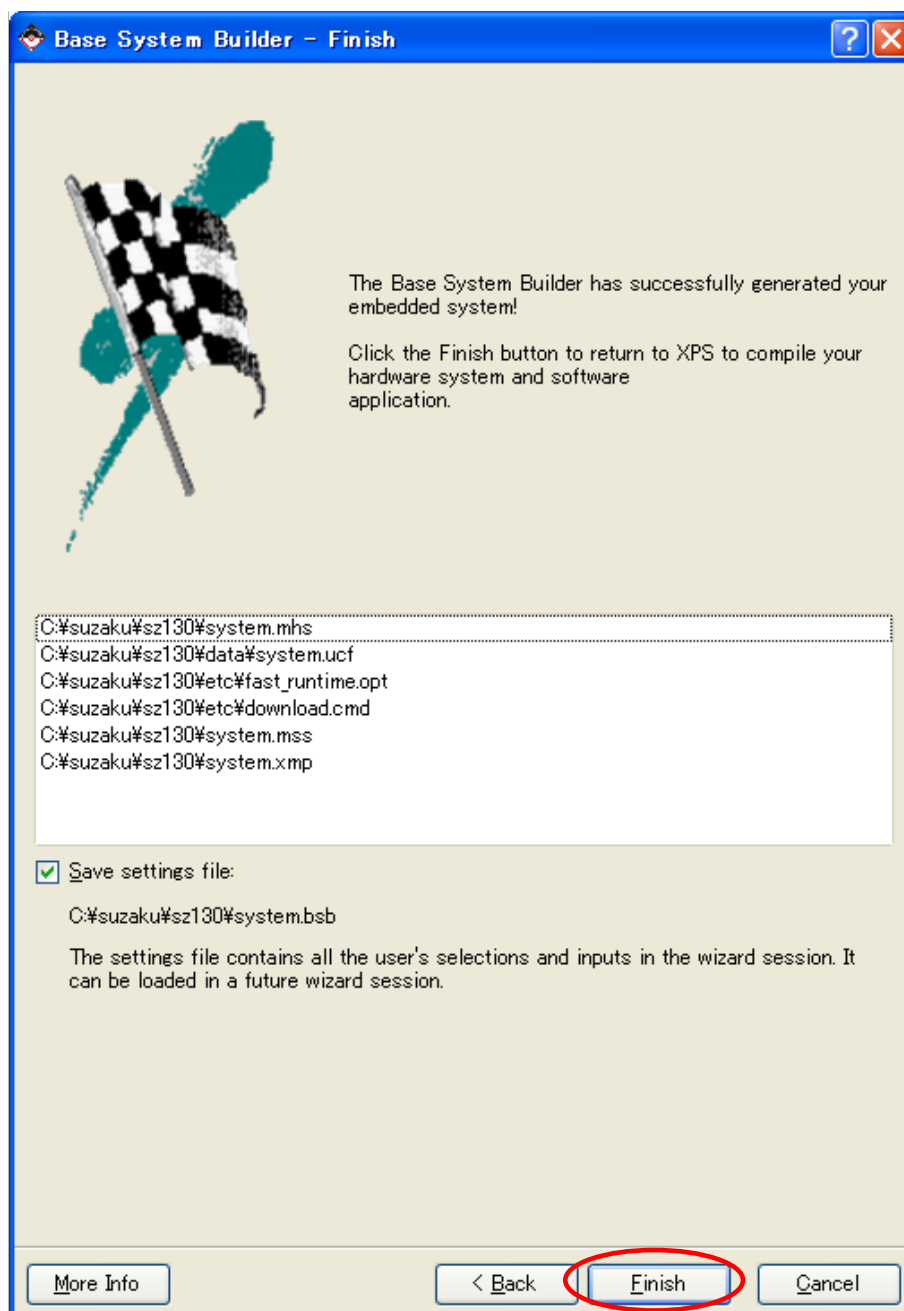 Base System Builder - Finish
The Base System Builder has successfully generated your
embedded system!
Click the Finish button to return to XPS to compile your
hardware system and software
application.
C:¥suzaku¥sz130¥system.mhs
C:¥suzaku¥sz130¥data¥system.ucf
C:¥suzaku¥sz130¥etc¥fast_runtime.opt
C:¥suzaku¥sz130¥etc¥download.cmd
C:¥suzaku¥sz130¥system.mss
C:¥suzaku¥sz130¥system.xmp
Save settings file:
C:¥suzaku¥sz130¥system.bsb
The settings file contains all the user's selections and inputs in the wizard session. It
can be loaded in a future wizard session.
More Info < Back Finish Cancel